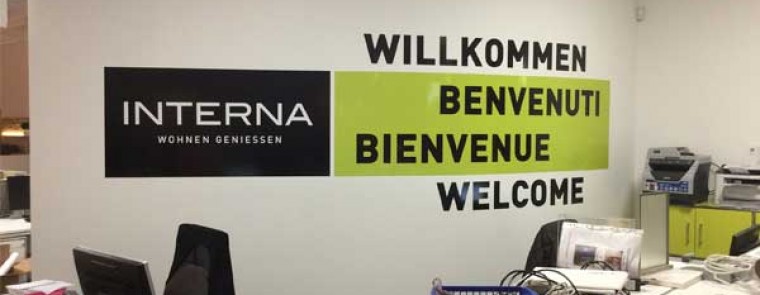 INTERNA
WOHNEN GENIESSEN
WILLKOMMEN
BENVENUTI
BIENVENUE
WELCOME